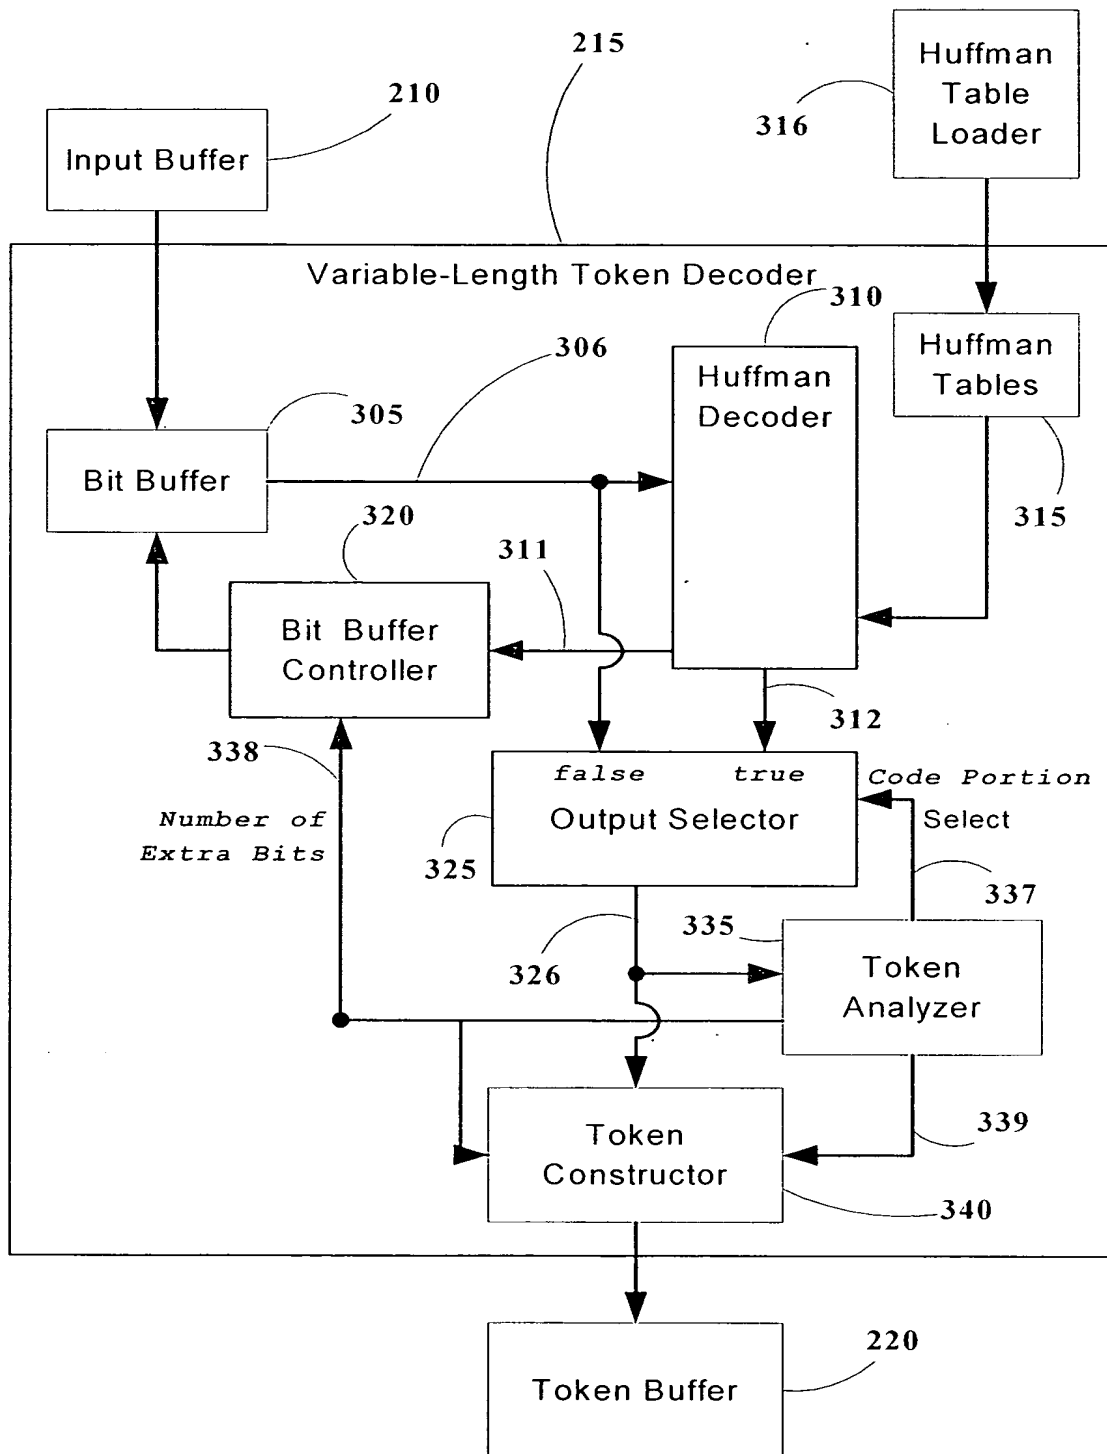 215
Huffman
Table
Loader
316
210
Input Buffer
Variable-Length Token Decoder
310
306
Huffman
Decoder
Huffman
Tables
305
Bit Buffer
315
320
311
Bit Buffer
Controller
312
338
false true
Code Portion
Select
Output Selector
Number of
Extra Bits
325
337
335
326
Token
Analyzer
339
Token
Constructor
340
220
Token Buffer